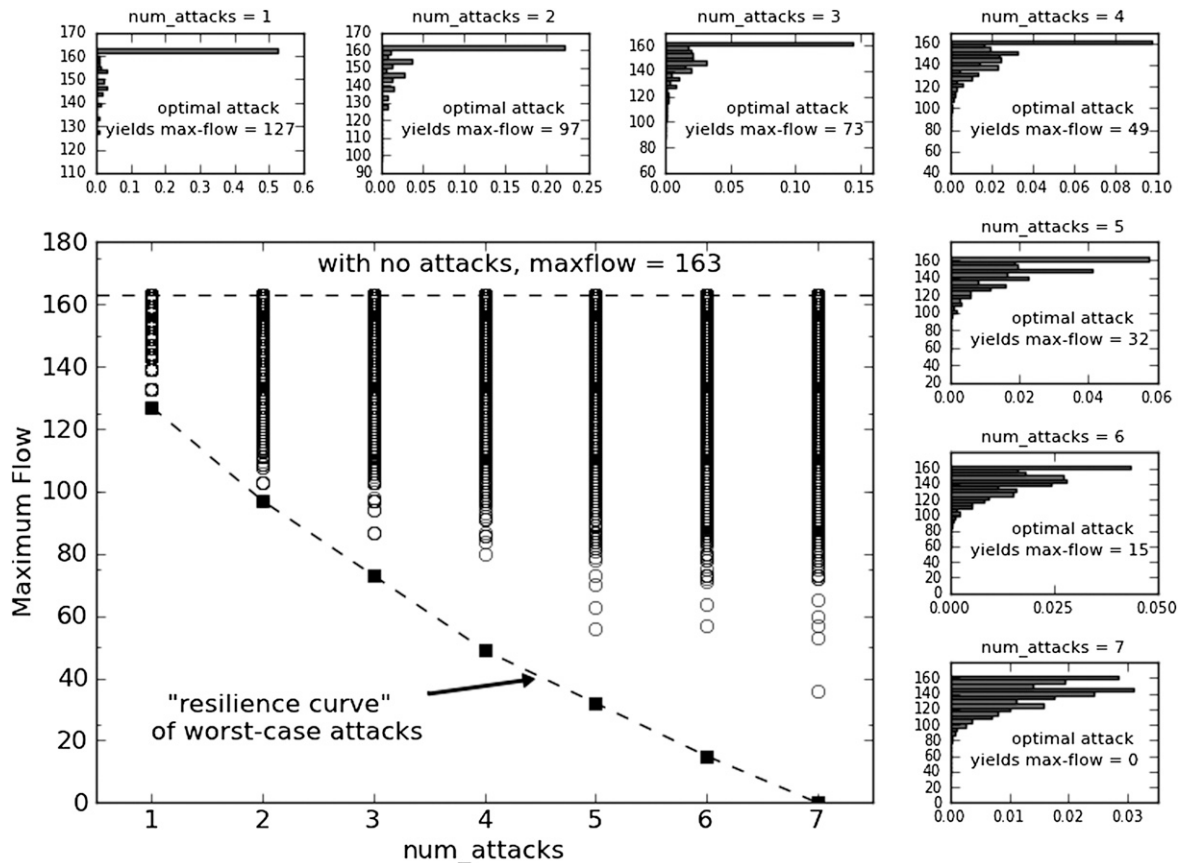 num_attacks = 1
170
160
150
140
130
120
110
0.0 0.1 0.2 0.3 0.4 0.5 0.6
optimal attack
yields max-flow = 127
num_attacks = 2
170
160
150
140
130
120
110
100
90
0.00 0.05 0.10 0.15 0.20 0.25
optimal attack
yields max-flow = 97
num_attacks = 3
160
140
120
100
80
60
0.00 0.05 0.10 0.15
optimal attack
yields max-flow = 73
num_attacks = 4
160
140
120
100
80
60
40
0.00 0.02 0.04 0.06 0.08 0.10
optimal attack
yields max-flow = 49
num_attacks = 5
160
140
120
100
80
60
40
20
0.00 0.02 0.04 0.06
optimal attack
yields max-flow = 32
num_attacks = 6
160
140
120
100
80
60
40
20
0
0.000 0.025 0.050
optimal attack
yields max-flow = 15
num_attacks = 7
160
140
120
100
80
60
40
20
0
0.00 0.01 0.02 0.03
optimal attack
yields max-flow = 0
with no attacks, maxflow = 163
180
160
140
120
100
80
60
40
20
0
Maximum Flow
"resilience curve"
of worst-case attacks
1 2 3 4 5 6 7
num_attacks